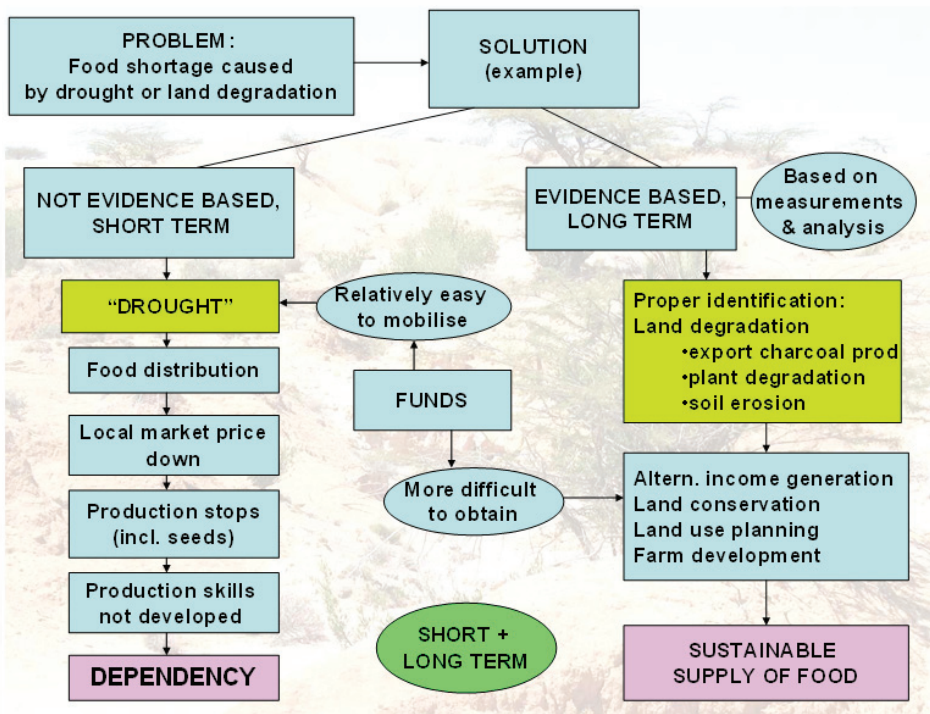 PROBLEM:
Food shortage caused
by drought or land degradation
SOLUTION
(example)
NOT EVIDENCE BASED,
SHORT TERM
EVIDENCE BASED,
LONG TERM
Based on
measurements
& analysis
“DROUGHT”
Relatively easy
to mobilise
Proper identification:
Land degradation
•export charcoal prod
•plant degradation
•soil erosion
Food distribution
FUNDS
Local market price
down
More difficult
to obtain
Altern. income generation
Land conservation
Land use planning
Farm development
Production stops
(incl. seeds)
Production skills
not developed
SHORT +
LONG TERM
DEPENDENCY
SUSTAINABLE
SUPPLY OF FOOD